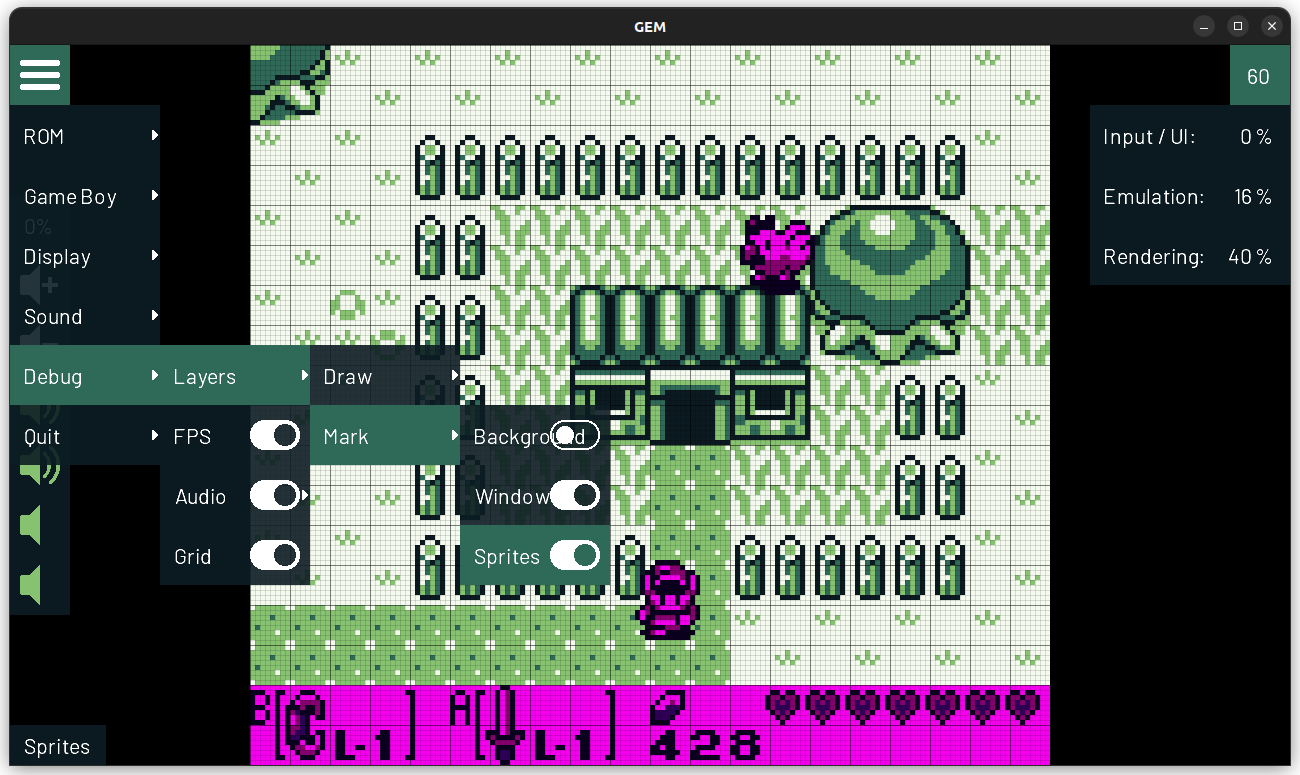 GEM
60
ROM
Input / UI: 0 %
Game Boy
Emulation: 16 %
0%
Display
Rendering: 40 %
Sound
Debug Layers Draw
Quit FPS Mark Background
Audio Window
Grid Sprites
B[ L-1 ] A[ L-1 ] 428
Sprites